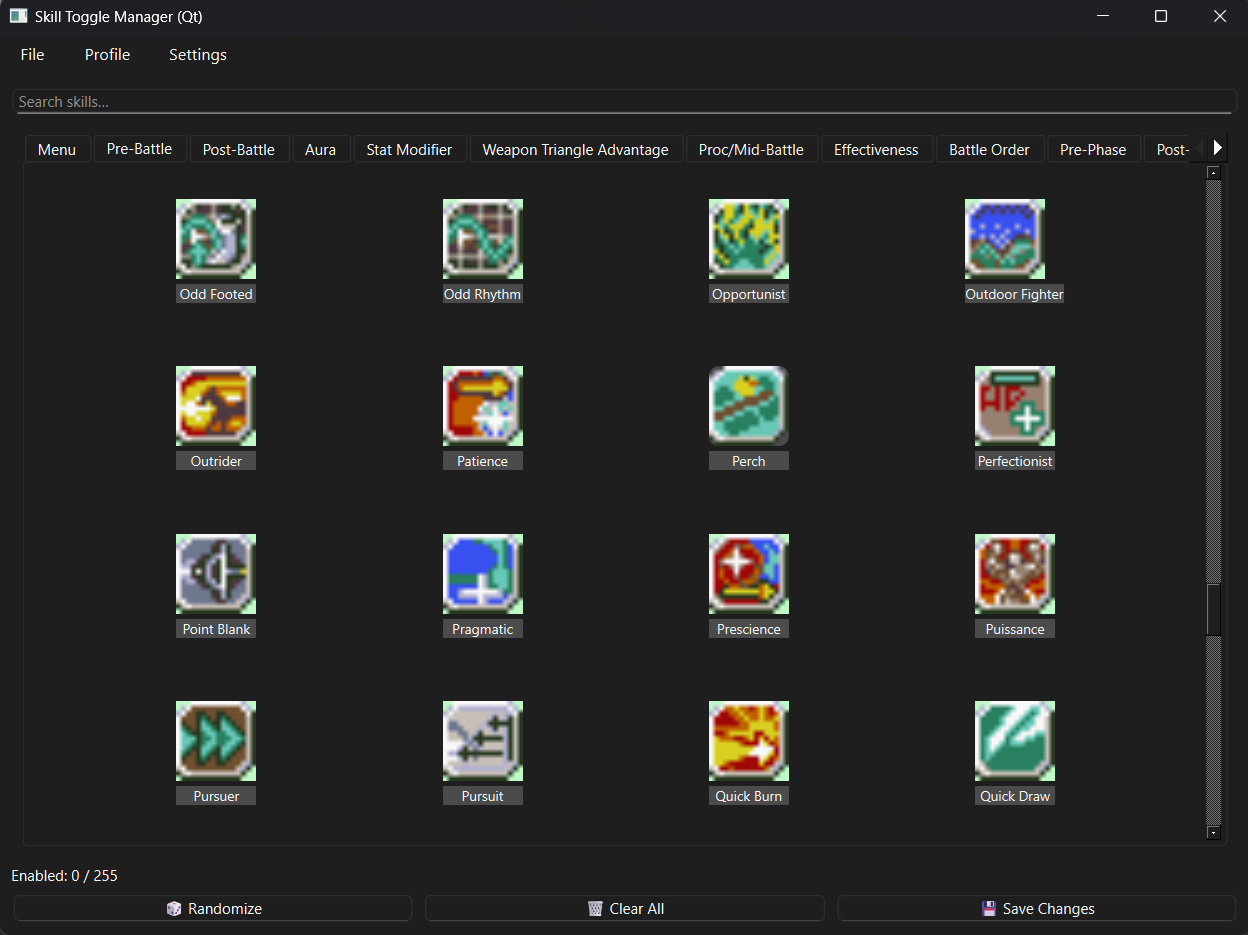 Skill Toggle Manager (Qt)
File Profile Settings
Search skills...
Menu Pre-Battle Post-Battle Aura Stat Modifier Weapon Triangle Advantage Proc/Mid-Battle Effectiveness Battle Order Pre-Phase Post-
Odd Footed Odd Rhythm Opportunist Outdoor Fighter
HP
Outrider Patience Perch Perfectionist
Point Blank Pragmatic Prescience Puissance
Pursuer Pursuit Quick Burn Quick Draw
Enabled: 0 / 255
Randomize Clear All Save Changes